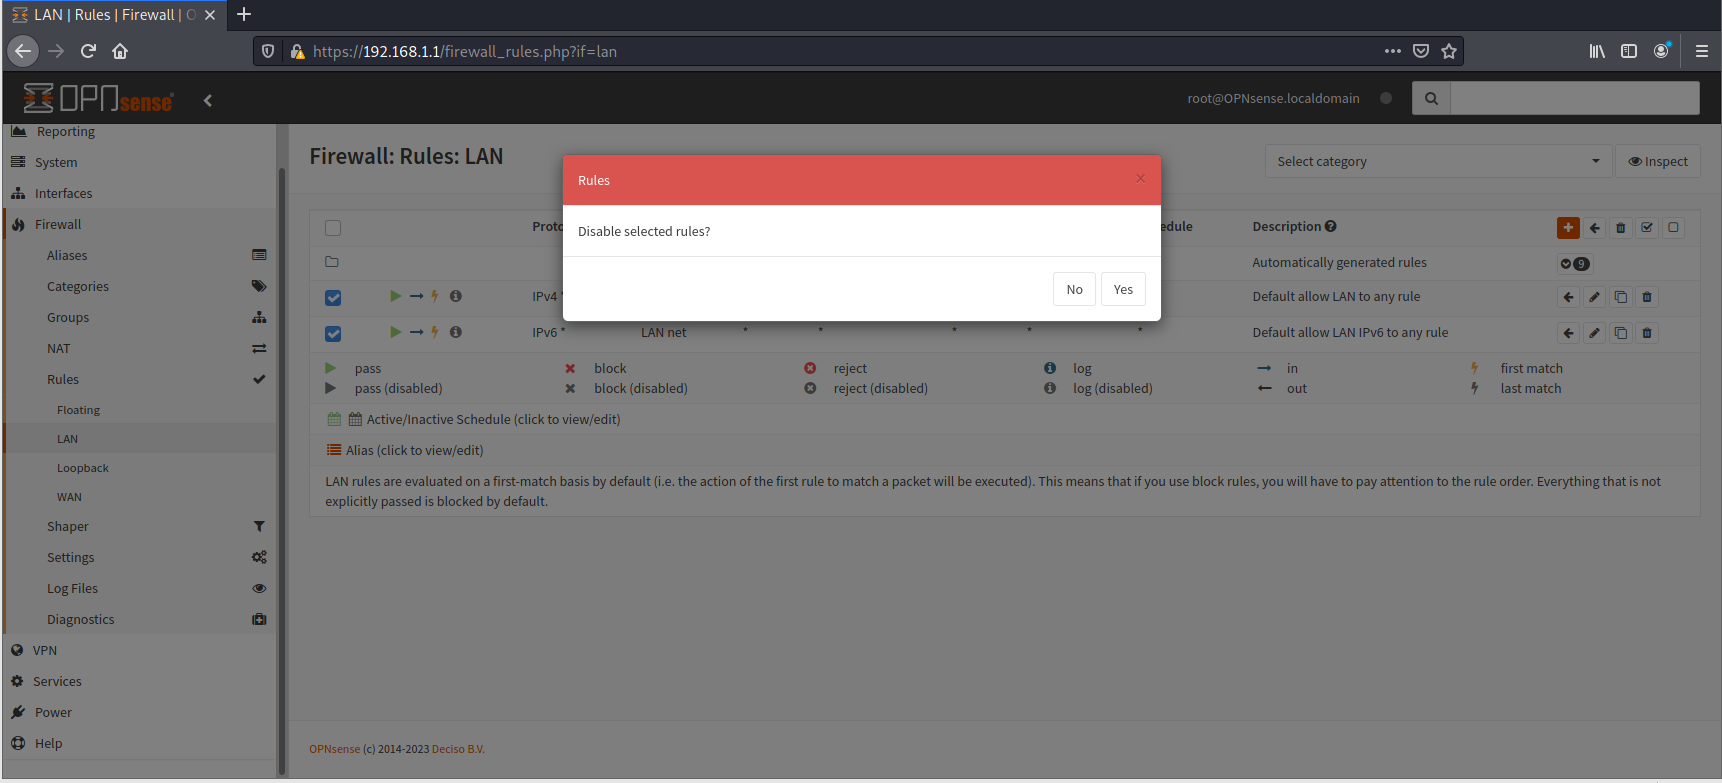 LAN | Rules | Firewall | O
https://192.168.1.1/firewall_rules.php?if=lan
OPNsense
root@OPNsense.localdomain
Reporting
System
Interfaces
Firewall
Aliases
Categories
Groups
NAT
Rules
Floating
LAN
Loopback
WAN
Shaper
Settings
Log Files
Diagnostics
VPN
Services
Power
Help
Firewall: Rules: LAN
Select category
Inspect
Rules ×
Disable selected rules?
No Yes
Proto edule Description
Automatically generated rules 9
IPv4 * Default allow LAN to any rule
IPv6 * LAN net * * * * * Default allow LAN IPv6 to any rule
pass block reject log in first match
pass (disabled) block (disabled) reject (disabled) log (disabled) out last match
Active/Inactive Schedule (click to view/edit)
Alias (click to view/edit)
LAN rules are evaluated on a first-match basis by default (i.e. the action of the first rule to match a packet will be executed). This means that if you use block rules, you will have to pay attention to the rule order. Everything that is not
explicitly passed is blocked by default.
OPNsense (c) 2014-2023 Deciso B.V.